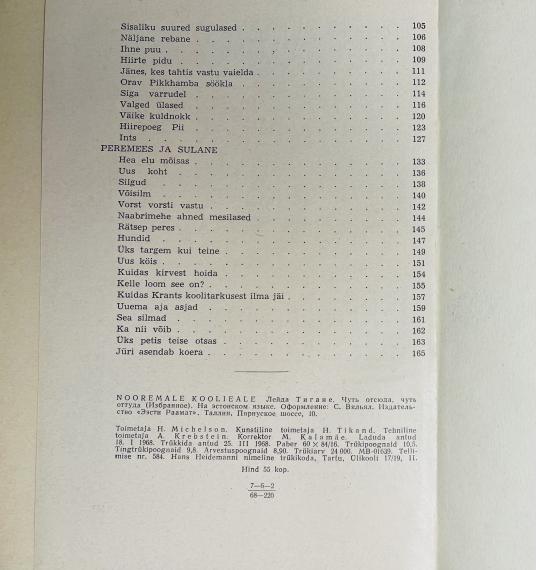 Sisaliku suured sugulased . . . . . . . . . . 105
Näljane rebane . . . . . . . . . . 106
Ihne puu . . . . . . . . . . 108
Hiirte pidu . . . . . . . . . . 109
Jänes, kes tahtis vastu vaielda . . . . . . . . . . 111
Orav Pikkhamba söökla . . . . . . . . . . 112
Siga varrudel . . . . . . . . . . 114
Valged ülased . . . . . . . . . . 116
Väike kuldnokk . . . . . . . . . . 120
Hiirepoeg Pii . . . . . . . . . . 123
Ints . . . . . . . . . . 127
PEREMEES JA SULANE
Hea elu mõisas . . . . . . . . . . 133
Uus koht . . . . . . . . . . 136
Silgud . . . . . . . . . . 138
Võisilm . . . . . . . . . . 140
Vorst vorsti vastu . . . . . . . . . . 142
Naabrimehe ahned mesilased . . . . . . . . . . 144
Rätsep peres . . . . . . . . . . 145
Hundid . . . . . . . . . . 147
Üks targem kui teine . . . . . . . . . . 149
Uus köis . . . . . . . . . . 151
Kuidas kirvest hoida . . . . . . . . . . 154
Kelle loom see on? . . . . . . . . . . 155
Kuidas Krants koolitarkusest ilma jäi . . . . . . . . . . 157
Uuema aja asjad . . . . . . . . . . 159
Sea silmad . . . . . . . . . . 161
Ka nii võib . . . . . . . . . . 162
Üks petis teise otsas . . . . . . . . . . 163
Jüri asendab koera . . . . . . . . . . 165
NOOREMALE KOOLIEALE Лейда Тигане. Чуть отсюда, чуть
оттуда (Избранное). На эстонском языке. Оформление: С. Вяльял. Издатель-
ство «Ээсти Раамат». Таллин, Пярнуское шоссе, 10.
Toimetaja H. Michelson. Kunstiline toimetaja H. Tikand. Tehniline
toimetaja A. Krebstein. Korrektor M. Kalamäe. Laduda antud
18. I 1968. Trükkida antud 25. III 1968. Paber 60×84/16. Trükipoognaid 10,5.
Tingtrükipoognaid 9,8. Arvestuspoognaid 8,90. Trükiarv 24 000. MB-01639. Telli-
mise nr. 584. Hans Heidemanni nimeline trükikoda, Tartu, Ülikooli 17/19, II.
Hind 55 kop.
7—6—2
68—220